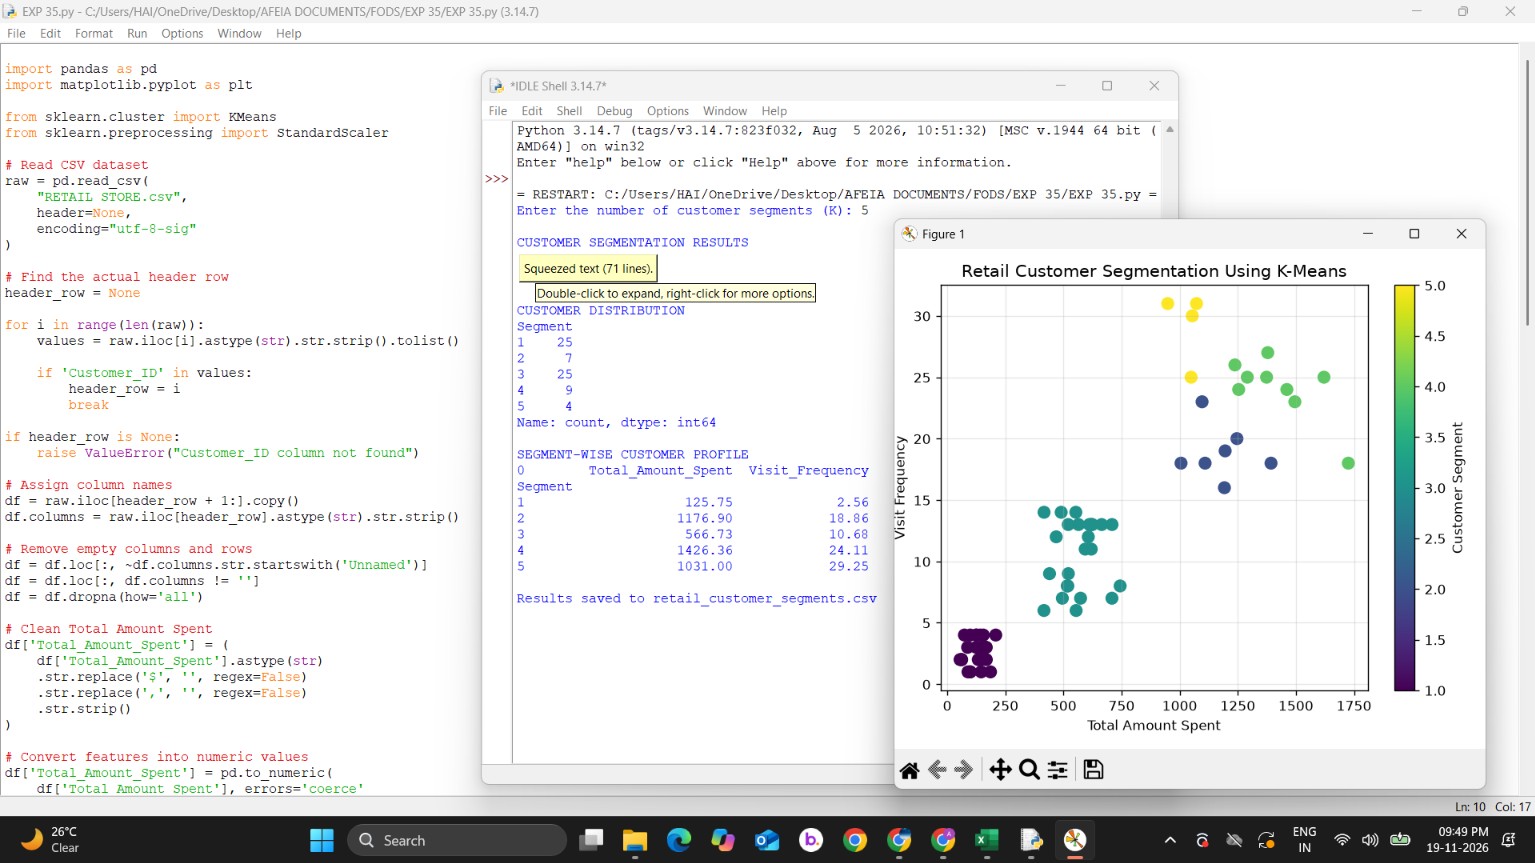 EXP 35.py - C:/Users/HAI/OneDrive/Desktop/AFEIA DOCUMENTS/FODS/EXP 35/EXP 35.py (3.14.7)
File Edit Format Run Options Window Help
import pandas as pd
import matplotlib.pyplot as plt
from sklearn.cluster import KMeans
from sklearn.preprocessing import StandardScaler
# Read CSV dataset
raw = pd.read_csv(
"RETAIL STORE.csv",
header=None,
encoding="utf-8-sig"
)
# Find the actual header row
header_row = None
for i in range(len(raw)):
values = raw.iloc[i].astype(str).str.strip().tolist()
if 'Customer_ID' in values:
header_row = i
break
if header_row is None:
raise ValueError("Customer_ID column not found")
# Assign column names
df = raw.iloc[header_row + 1:].copy()
df.columns = raw.iloc[header_row].astype(str).str.strip()
# Remove empty columns and rows
df = df.loc[:, ~df.columns.str.startswith('Unnamed')]
df = df.loc[:, df.columns != '']
df = df.dropna(how='all')
# Clean Total Amount Spent
df['Total_Amount_Spent'] = (
df['Total_Amount_Spent'].astype(str)
.str.replace('$', '', regex=False)
.str.replace(',', '', regex=False)
.str.strip()
)
# Convert features into numeric values
df['Total_Amount_Spent'] = pd.to_numeric(
df['Total_Amount_Spent'], errors='coerce'
*IDLE Shell 3.14.7*
File Edit Shell Debug Options Window Help
Python 3.14.7 (tags/v3.14.7:823f032, Aug 5 2026, 10:51:32) [MSC v.1944 64 bit (
AMD64)] on win32
Enter "help" below or click "Help" above for more information.
>>>
= RESTART: C:/Users/HAI/OneDrive/Desktop/AFEIA DOCUMENTS/FODS/EXP 35/EXP 35.py =
Enter the number of customer segments (K): 5
CUSTOMER SEGMENTATION RESULTS
Squeezed text (71 lines).
Double-click to expand, right-click for more options.
CUSTOMER DISTRIBUTION
Segment
1 25
2 7
3 25
4 9
5 4
Name: count, dtype: int64
SEGMENT-WISE CUSTOMER PROFILE
0 Total_Amount_Spent Visit_Frequency
Segment
1 125.75 2.56
2 1176.90 18.86
3 566.73 10.68
4 1426.36 24.11
5 1031.00 29.25
Results saved to retail_customer_segments.csv
Figure 1
Retail Customer Segmentation Using K-Means
30
25
20
15
10
5
0
Visit Frequency
0 250 500 750 1000 1250 1500 1750
Total Amount Spent
5.0
4.5
4.0
3.5
3.0
2.5
2.0
1.5
1.0
Customer Segment
Ln: 10 Col: 17
26°C
Clear
Search
b.
ENG
IN
09:49 PM
19-11-2026